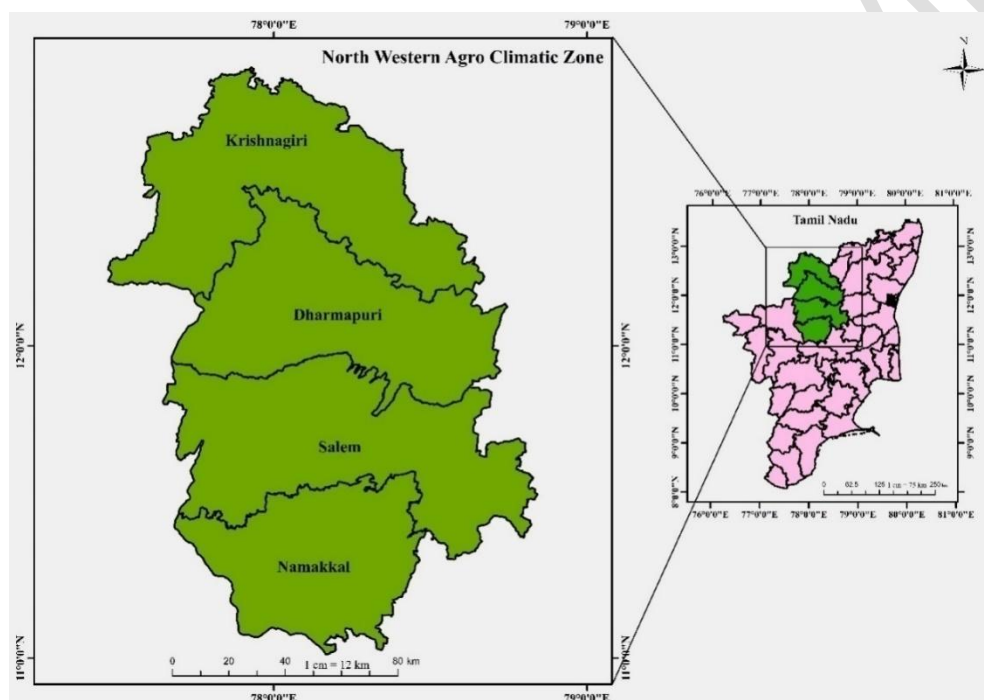 78°0'0"E 79°0'0"E
North Western Agro Climatic Zone
N
Krishnagiri
Dharmapuri
Salem
Namakkal
12°0'0"N
12°0'0"N
11°0'0"N
11°0'0"N
0 20 40 80 km
1 cm = 12 km
78°0'0"E 79°0'0"E
76°0'0"E 77°0'0"E 78°0'0"E 79°0'0"E 80°0'0"E 81°0'0"E
Tamil Nadu
13°0'0"N 13°0'0"N
12°0'0"N 12°0'0"N
11°0'0"N 11°0'0"N
10°0'0"N 10°0'0"N
9°0'0"N 9°0'0"N
8°0'0"N 8°0'0"N
0 62.5 125 250 km
1 cm = 75 km
76°0'0"E 77°0'0"E 78°0'0"E 79°0'0"E 80°0'0"E 81°0'0"E